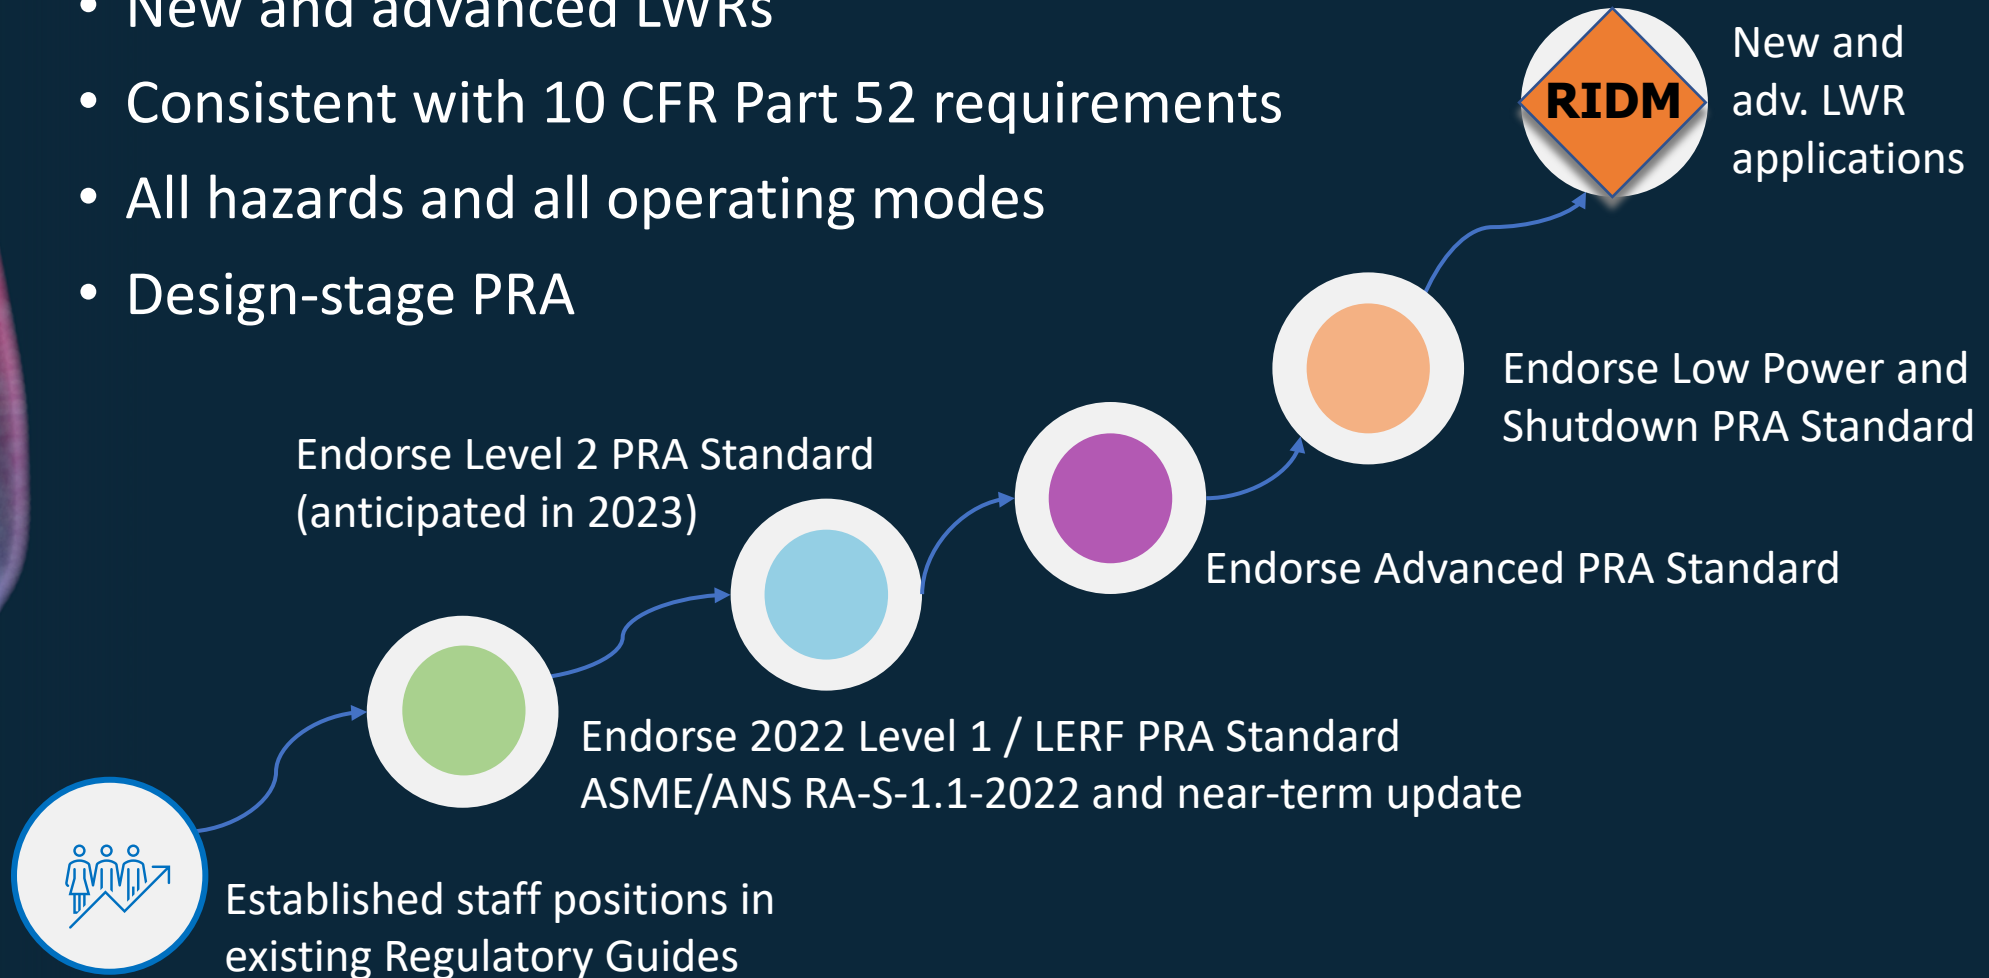 • New and advanced LWRs
• Consistent with 10 CFR Part 52 requirements
• All hazards and all operating modes
• Design-stage PRA
RIDM
New and
adv. LWR
applications
Endorse Low Power and
Shutdown PRA Standard
Endorse Level 2 PRA Standard
(anticipated in 2023)
Endorse Advanced PRA Standard
Endorse 2022 Level 1 / LERF PRA Standard
ASME/ANS RA-S-1.1-2022 and near-term update
Established staff positions in
existing Regulatory Guides